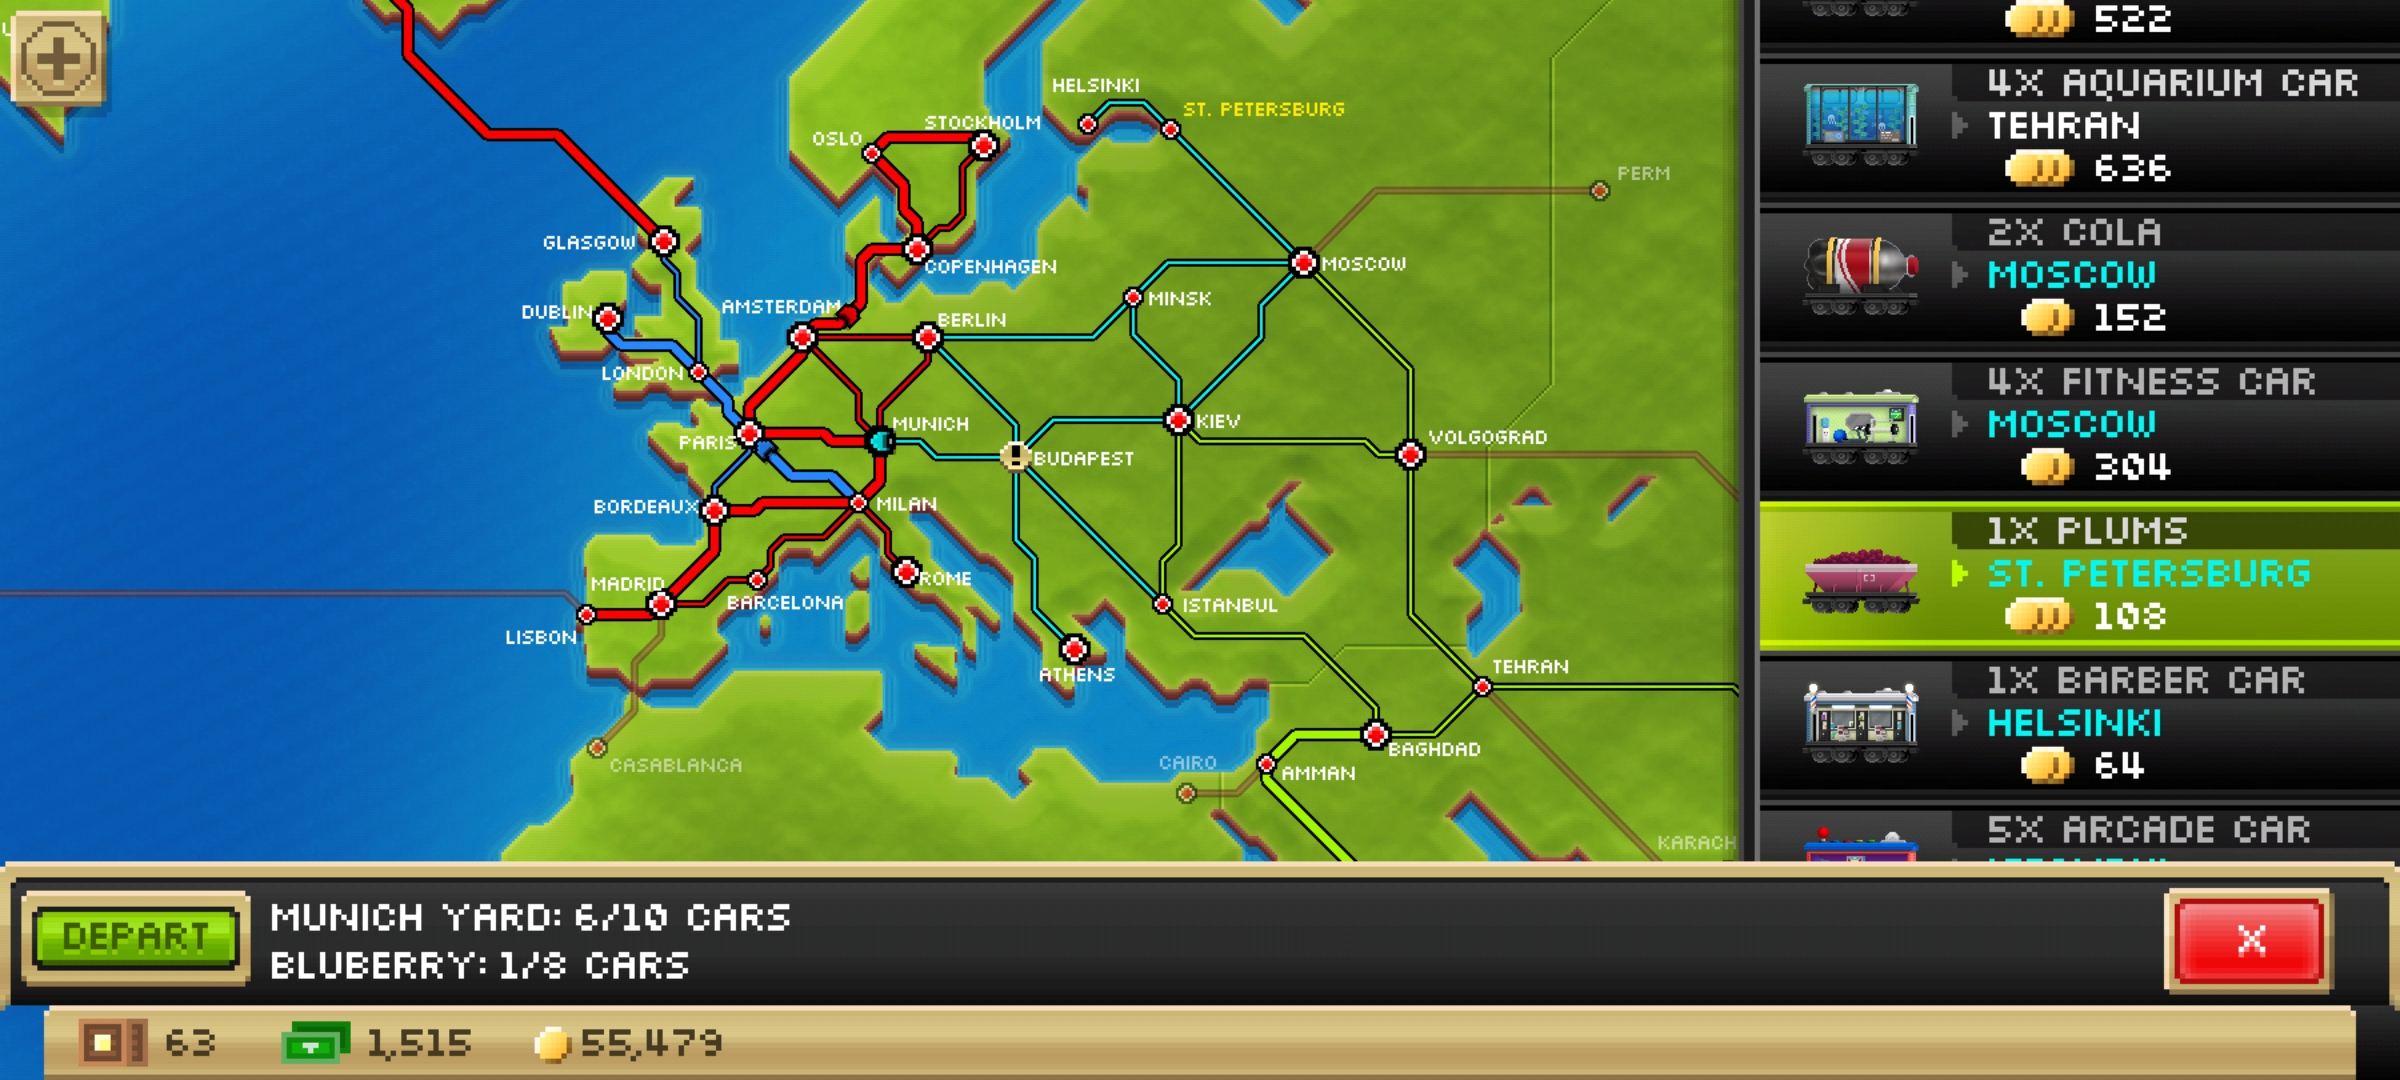 HELSINKI
ST. PETERSBURG
STOCKHOLM
OSLO
PERM
GLASGOW
COPENHAGEN
MOSCOW
DUBLIN
AMSTERDAM
MINSK
BERLIN
LONDON
MUNICH
KIEV
PARIS
BUDAPEST
VOLGOGRAD
BORDEAUX
MILAN
MADRID
ROME
BARCELONA
ISTANBUL
LISBON
ATHENS
TEHRAN
BAGHDAD
CASABLANCA
CAIRO
AMMAN
KARACH
522
4X AQUARIUM CAR
TEHRAN
636
2X COLA
MOSCOW
152
4X FITNESS CAR
MOSCOW
304
1X PLUMS
ST. PETERSBURG
108
1X BARBER CAR
HELSINKI
64
5X ARCADE CAR
DEPART
MUNICH YARD: 6/10 CARS
BLUBERRY: 1/8 CARS
X
63
1,515
55,479